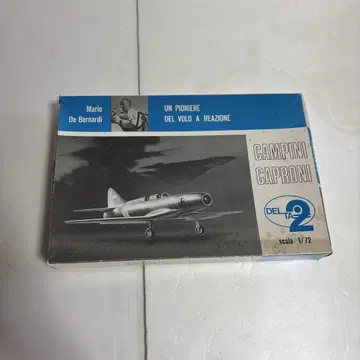 Mario
De Bernardi
UN PIONIERE
DEL VOLO A REAZIONE
CAMPINI
CAPRONI
DELTA
2
scala 1/72